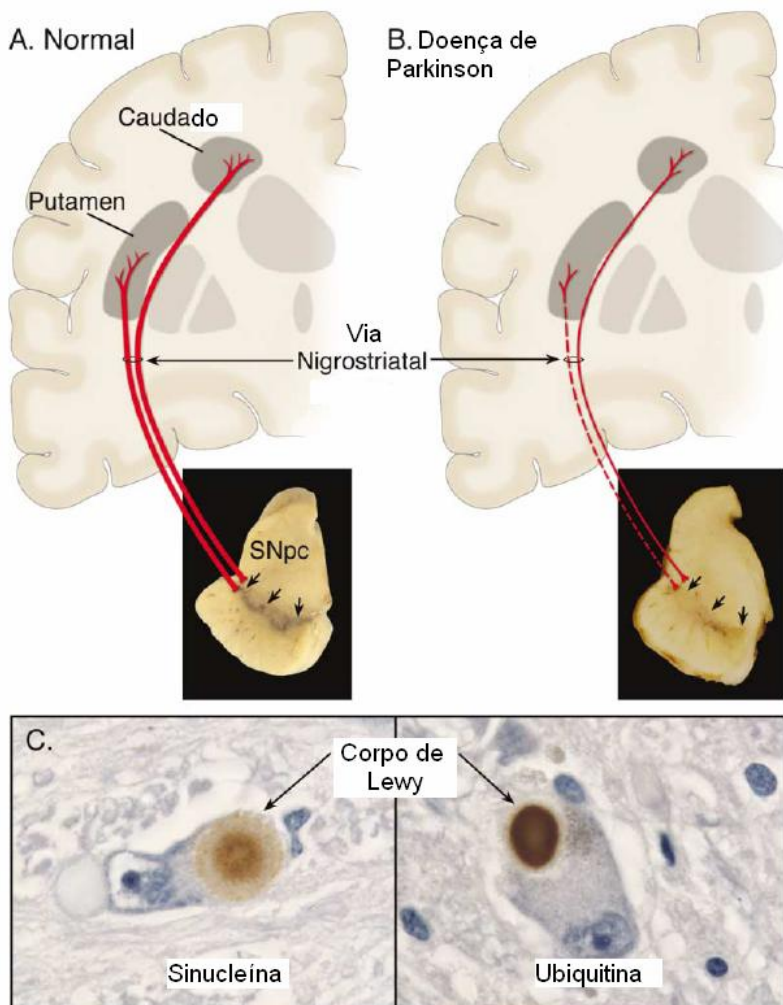 A. Normal
B. Doença de
Parkinson
Caudado
Putamen
Via
Nigrostriatal
SNpc
C.
Corpo de
Lewy
Sinucleína
Ubiquitina